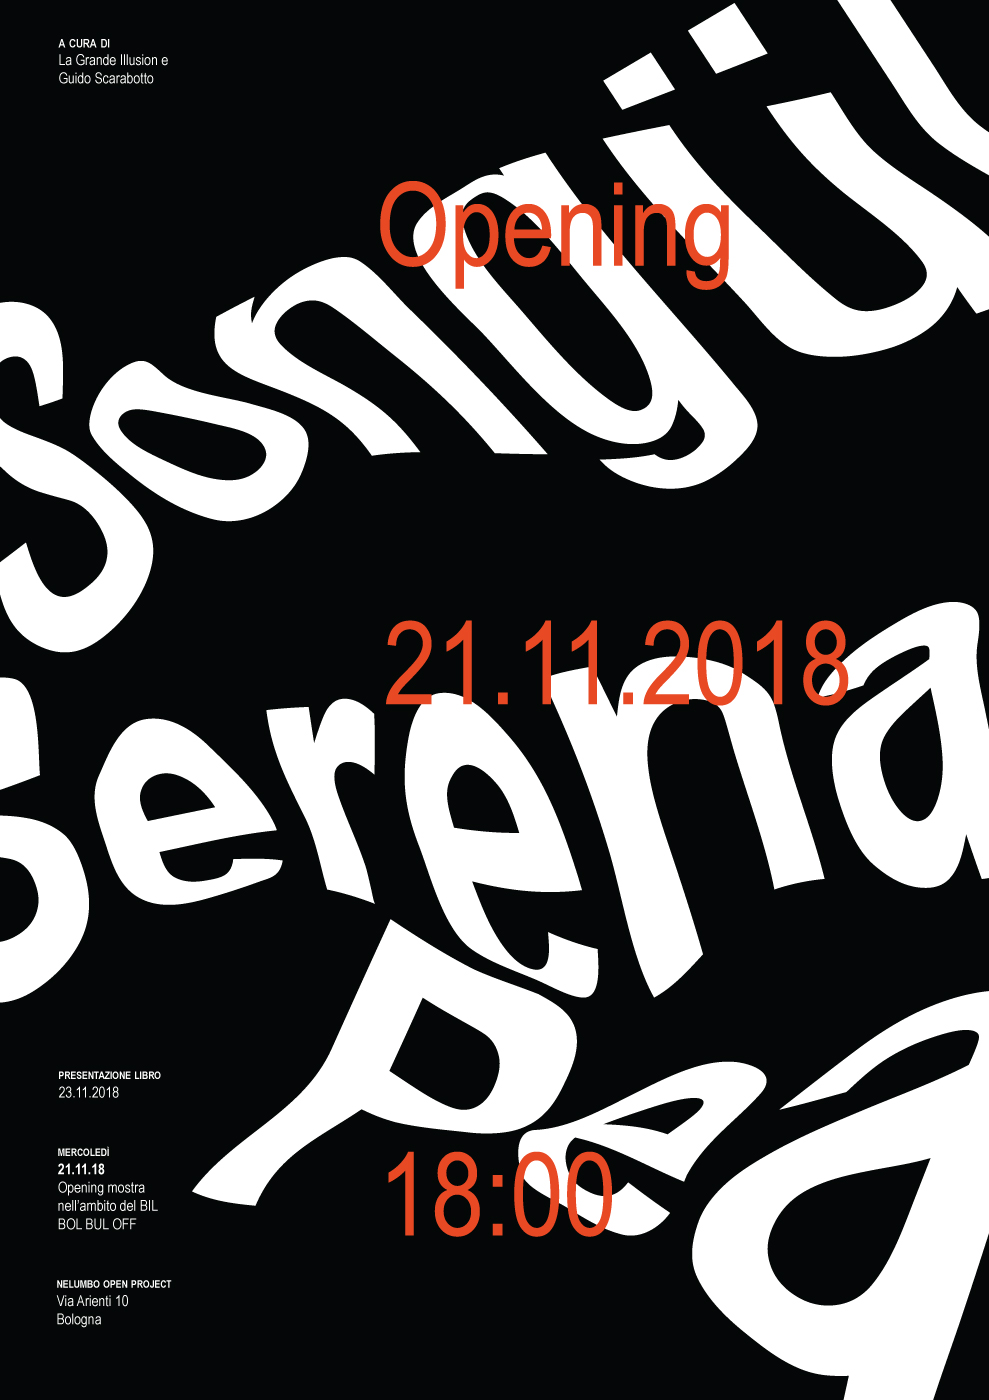 A CURA DI
La Grande Illusion e
Guido Scarabotto
Songül
Opening
21.11.2018
Serena
Pea
18:00
PRESENTAZIONE LIBRO
23.11.2018
MERCOLEDÌ
21.11.18
Opening mostra
nell'ambito del BIL
BOL BUL OFF
NELUMBO OPEN PROJECT
Via Arienti 10
Bologna